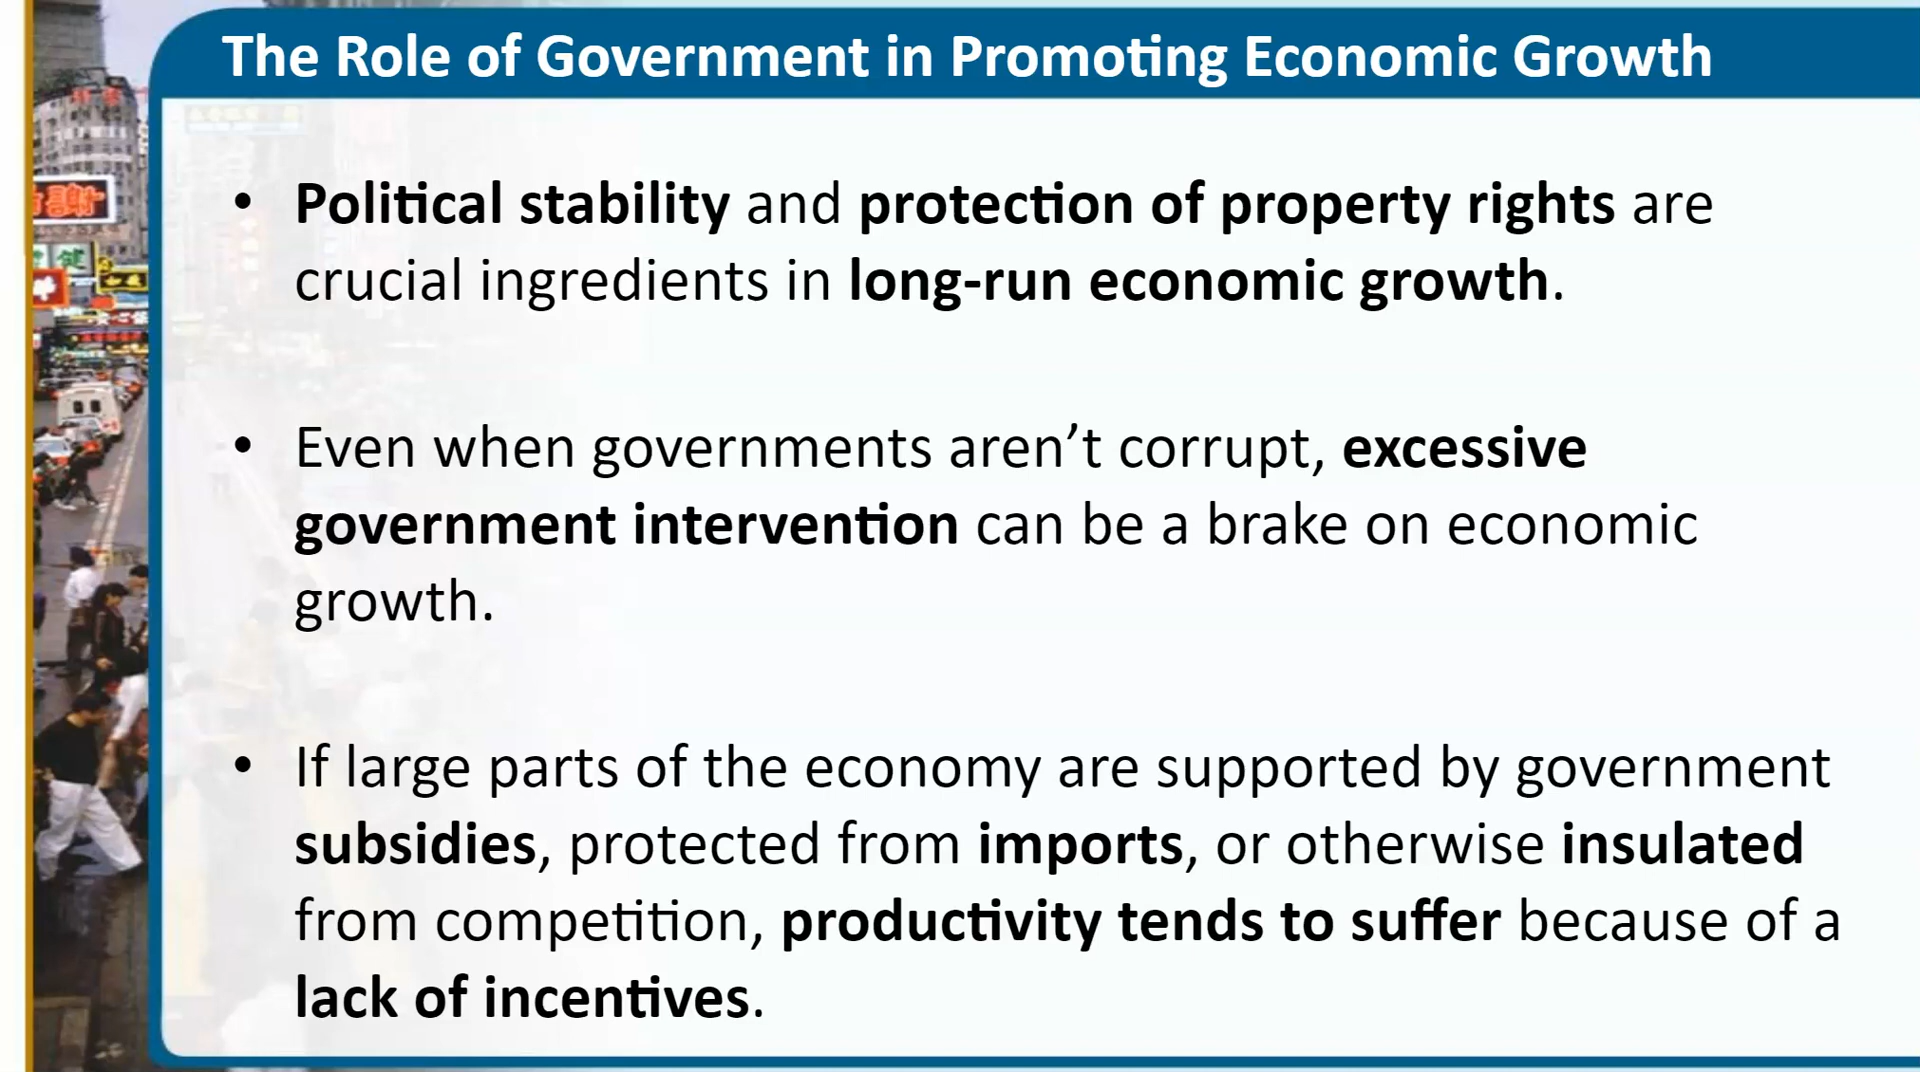 The Role of Government in Promoting Economic Growth
• Political stability and protection of property rights are
crucial ingredients in long-run economic growth.
• Even when governments aren’t corrupt, excessive
government intervention can be a brake on economic
growth.
• If large parts of the economy are supported by government
subsidies, protected from imports, or otherwise insulated
from competition, productivity tends to suffer because of a
lack of incentives.